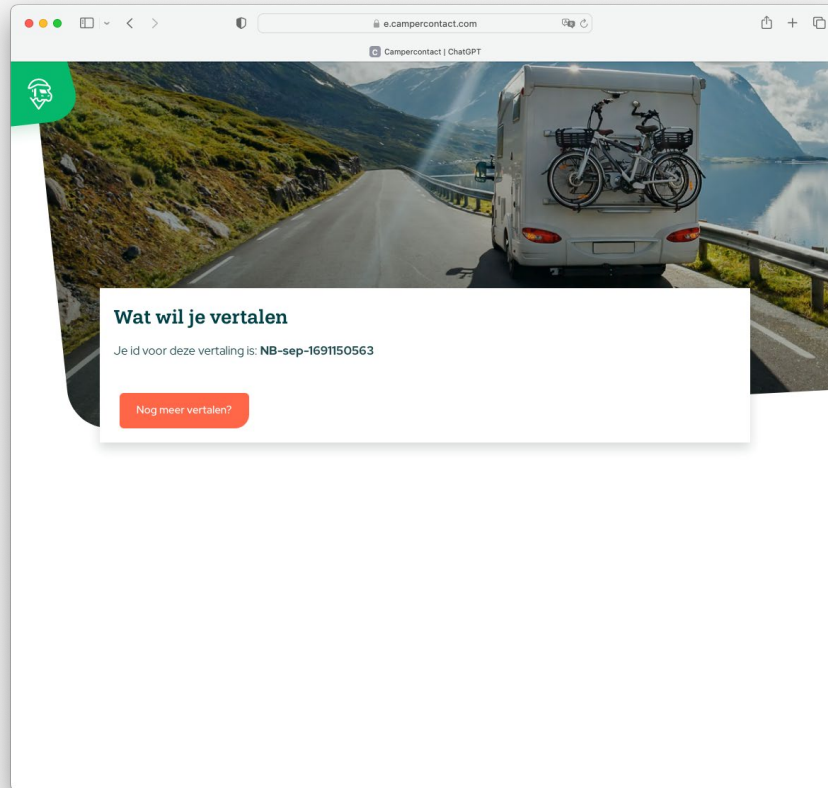 e.campercontact.com
C Campercontact | ChatGPT
Wat wil je vertalen
Je id voor deze vertaling is: NB-sep-1691150563
Nog meer vertalen?